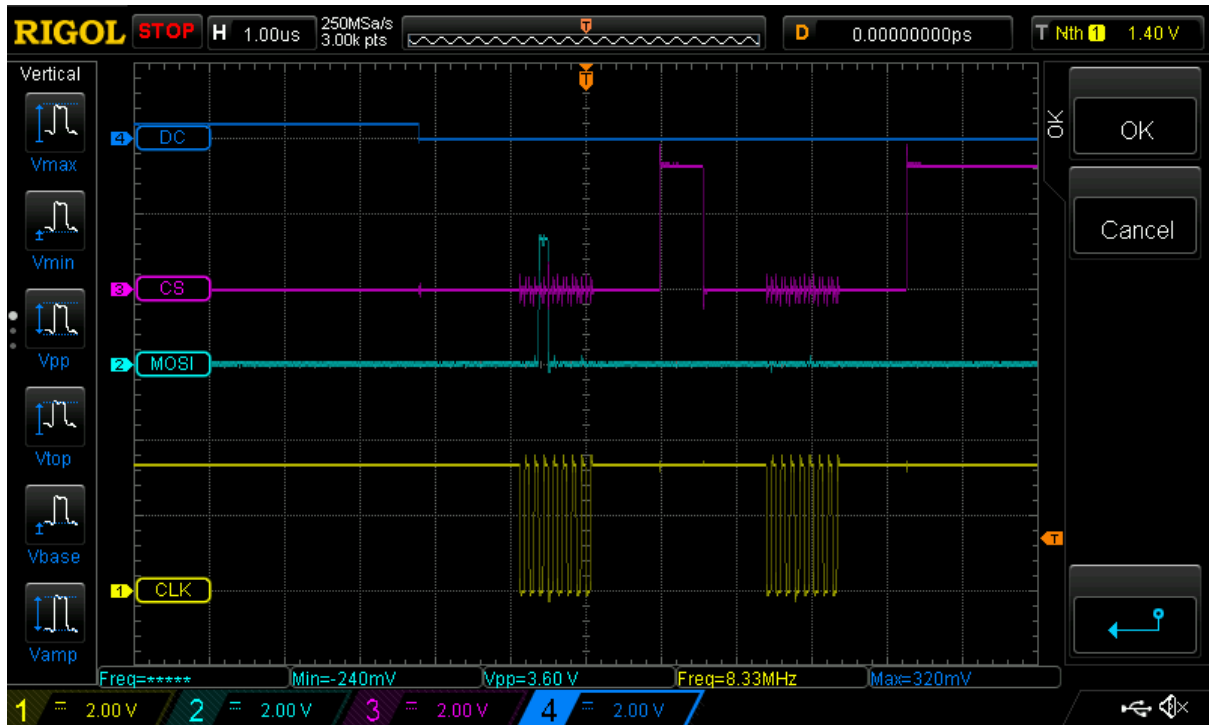 RIGOL STOP H 1.00us 250MSa/s D 0.00000000ps T Nth 1 1.40 V
3.00k pts
Vertical
T
Vmax
Vmin
Vpp
Vtop
Vbase
Vamp
4 DC
3 CS
2 MOSI
1 CLK
T
OK
OK
Cancel
Freq=***** Min=-240mV Vpp=3.60 V Freq=8.33MHz Max=320mV
1 2.00 V 2 2.00 V 3 2.00 V 4 2.00 V